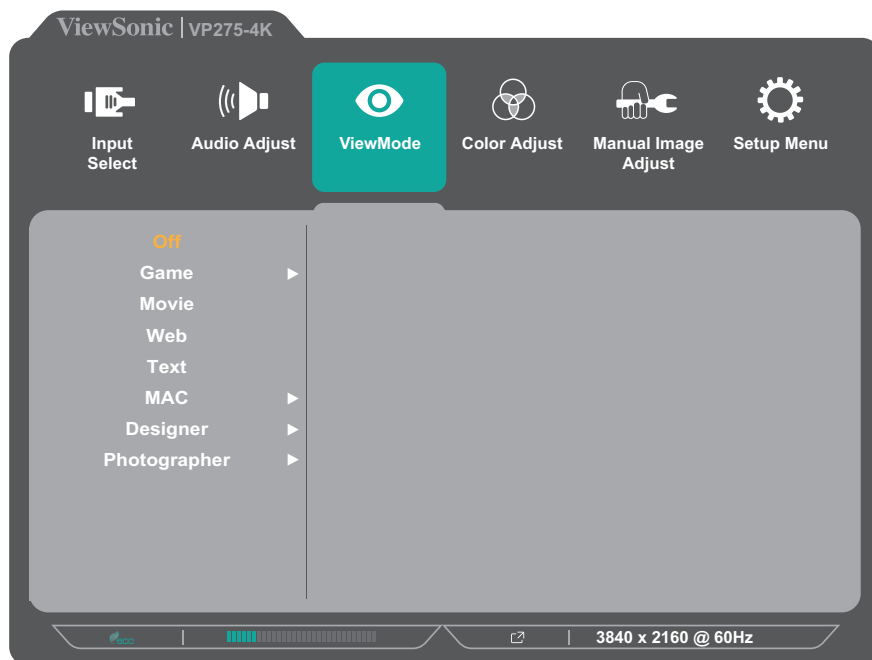 ViewSonic | VP275-4K
Input Select
Audio Adjust
ViewMode
Color Adjust
Manual Image Adjust
Setup Menu
Off
Game
Movie
Web
Text
MAC
Designer
Photographer
eco
3840 x 2160 @ 60Hz